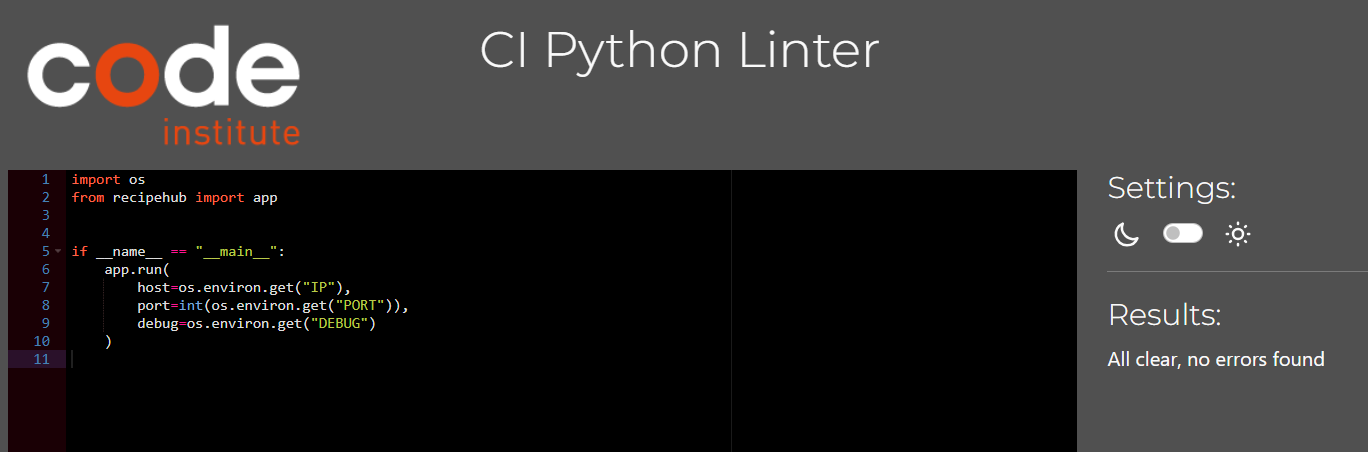 code
institute
CI Python Linter
1 import os
2 from recipehub import app
3
4
5 if __name__ == "__main__":
6     app.run(
7         host=os.environ.get("IP"),
8         port=int(os.environ.get("PORT")),
9         debug=os.environ.get("DEBUG")
10     )
11
Settings:
Results:
All clear, no errors found